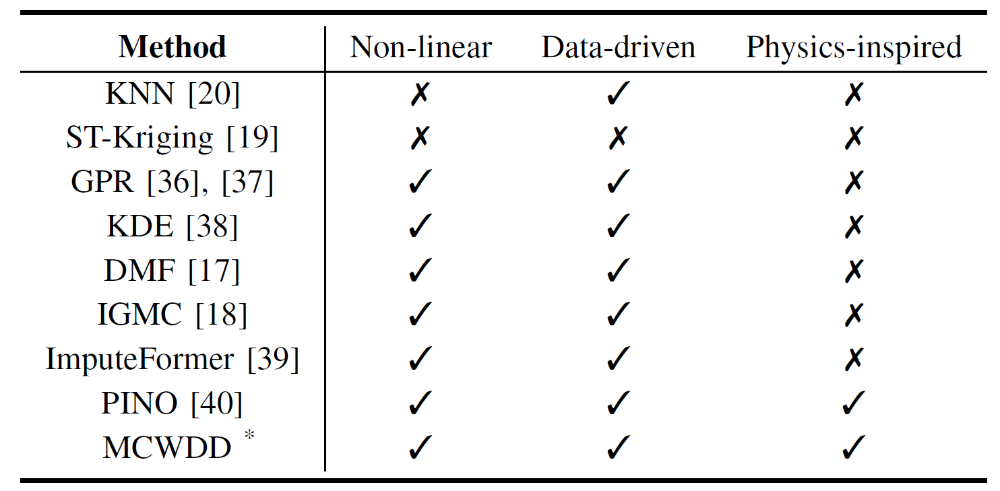 Method Non-linear Data-driven Physics-inspired
KNN [20] ✗ ✓ ✗
ST-Kriging [19] ✗ ✗ ✗
GPR [36], [37] ✓ ✓ ✗
KDE [38] ✓ ✓ ✗
DMF [17] ✓ ✓ ✗
IGMC [18] ✓ ✓ ✗
ImputeFormer [39] ✓ ✓ ✗
PINO [40] ✓ ✓ ✓
MCWDD * ✓ ✓ ✓